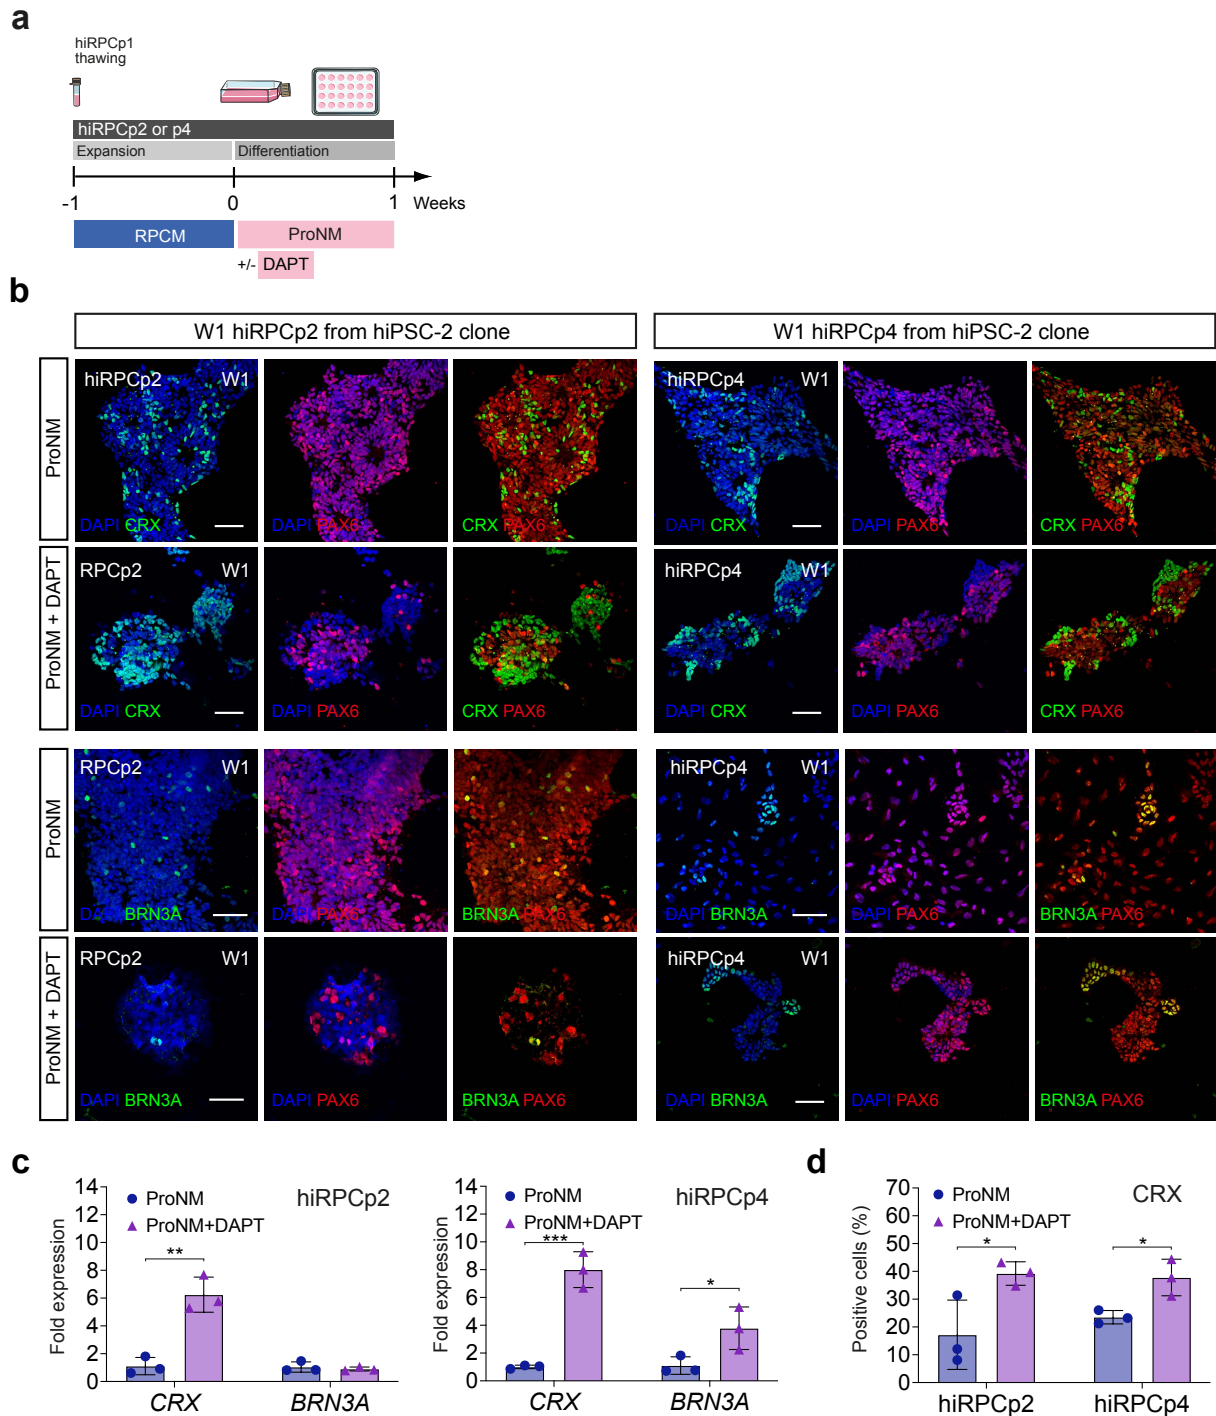 a
hiRPCp1
thawing
hiRPCp2 or p4
Expansion
Differentiation
-1
0
1
Weeks
RPCM
ProNM
+/- DAPT
b
W1 hiRPCp2 from hiPSC-2 clone
W1 hiRPCp4 from hiPSC-2 clone
ProNM
hiRPCp2 W1
DAPI CRX
DAPI PAX6
CRX PAX6
hiRPCp4 W1
DAPI CRX
DAPI PAX6
CRX PAX6
ProNM + DAPT
RPCp2 W1
DAPI CRX
DAPI PAX6
CRX PAX6
hiRPCp4 W1
DAPI CRX
DAPI PAX6
CRX PAX6
ProNM
RPCp2 W1
DAPI BRN3A
DAPI PAX6
BRN3A PAX6
hiRPCp4 W1
DAPI BRN3A
DAPI PAX6
BRN3A PAX6
ProNM + DAPT
RPCp2 W1
DAPI BRN3A
DAPI PAX6
BRN3A PAX6
hiRPCp4 W1
DAPI BRN3A
DAPI PAX6
BRN3A PAX6
c
Fold expression
14
12
10
8
6
4
2
0
ProNM
ProNM+DAPT
hiRPCp2
**
CRX
BRN3A
Fold expression
14
12
10
8
6
4
2
0
ProNM
ProNM+DAPT
hiRPCp4
***
*
CRX
BRN3A
d
Positive cells (%)
70
60
50
40
30
20
10
0
ProNM
ProNM+DAPT
CRX
*
*
hiRPCp2
hiRPCp4